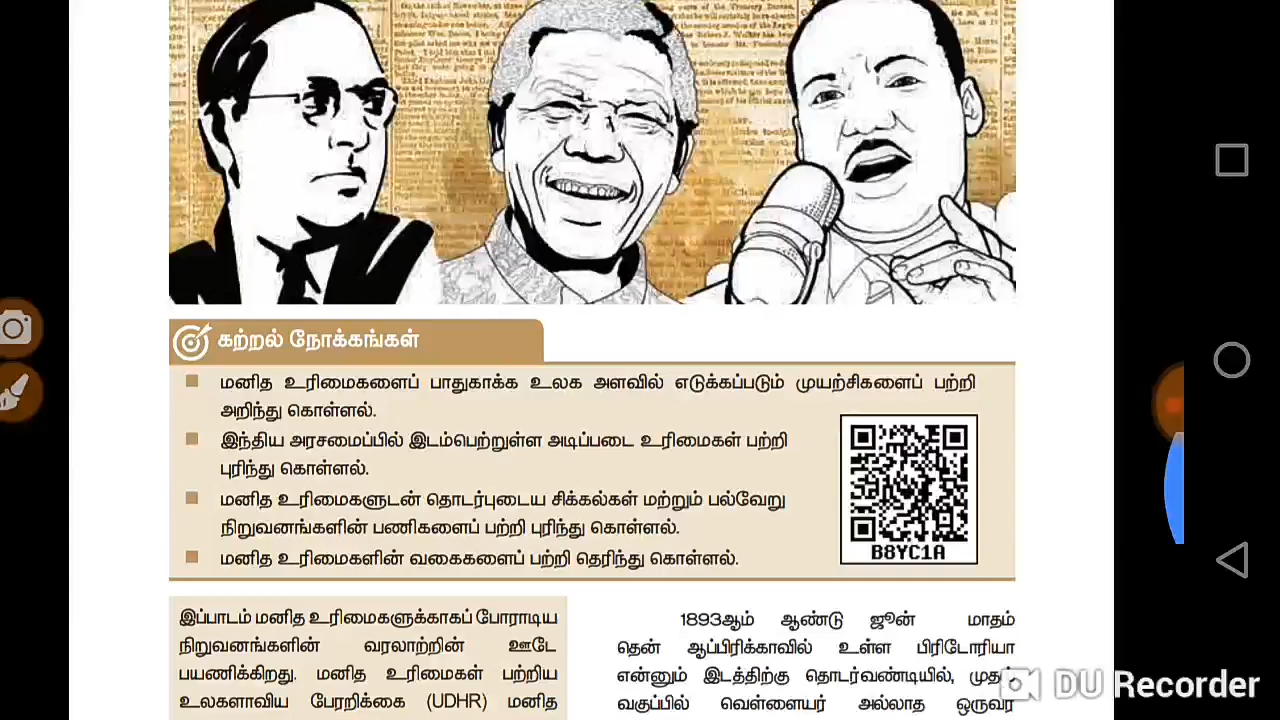 கற்றல் நோக்கங்கள்
மனித உரிமைகளைப் பாதுகாக்க உலக அளவில் எடுக்கப்படும் முயற்சிகளைப் பற்றி
அறிந்து கொள்ளல்.
இந்திய அரசமைப்பில் இடம்பெற்றுள்ள அடிப்படை உரிமைகள் பற்றி
புரிந்து கொள்ளல்.
மனித உரிமைகளுடன் தொடர்புடைய சிக்கல்கள் மற்றும் பல்வேறு
நிறுவனங்களின் பணிகளைப் பற்றி புரிந்து கொள்ளல்.
மனித உரிமைகளின் வகைகளைப் பற்றி தெரிந்து கொள்ளல்.
B8YC1A
இப்பாடம் மனித உரிமைகளுக்காகப் போராடிய
நிறுவனங்களின் வரலாற்றின் ஊடே
பயணிக்கிறது. மனித உரிமைகள் பற்றிய
உலகளாவிய பேரறிக்கை (UDHR) மனித
1893ஆம் ஆண்டு ஜூன் மாதம்
தென் ஆப்பிரிக்காவில் உள்ள பிரிடோரியா
என்னும் இடத்திற்கு தொடர்வண்டியில், முதல்
வகுப்பில் வெள்ளையர் அல்லாத ஒருவர்
DU Recorder